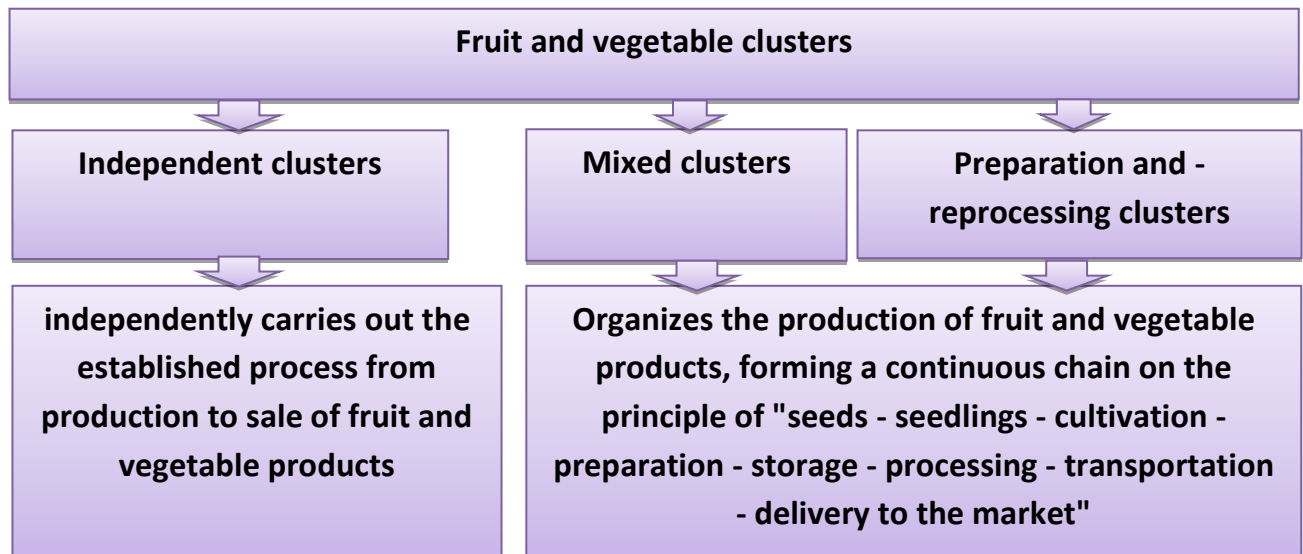 Fruit and vegetable clusters
Independent clusters
Mixed clusters
Preparation and -
reprocessing clusters
independently carries out the
established process from
production to sale of fruit and
vegetable products
Organizes the production of fruit and vegetable
products, forming a continuous chain on the
principle of "seeds - seedlings - cultivation -
preparation - storage - processing - transportation
- delivery to the market"